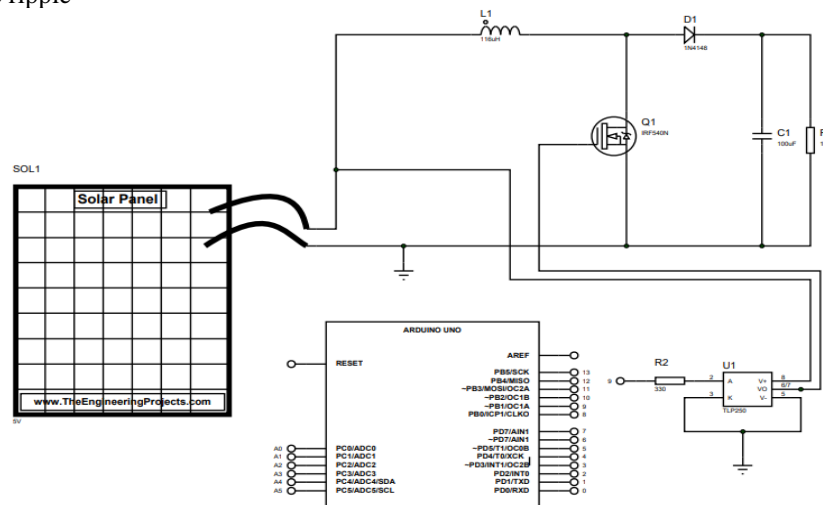 ripple
L1
116uH
D1
1N4148
Q1
IRF540N
C1
100uF
R
1
SOL1
Solar Panel
www.TheEngineeringProjects.com
5V
ARDUINO UNO
RESET
AREF
PB5/SCK 13
PB4/MISO 12
~PB3/MOSI/OC2A 11
~PB2/OC1B 10
~PB1/OC1A 9
PB0/ICP1/CLKO 8
PD7/AIN1 7
~PD7/AIN1 6
~PD5/T1/OC0B 5
PD4/T0/XCK 4
~PD3/INT1/OC2B 3
PD2/INT0 2
PD1/TXD 1
PD0/RXD 0
A0 PC0/ADC0
A1 PC1/ADC1
A2 PC2/ADC2
A3 PC3/ADC3
A4 PC4/ADC4/SDA
A5 PC5/ADC5/SCL
9
R2
330
U1
2 A V+ 8
VO 6/7
3 K V- 5
TLP250